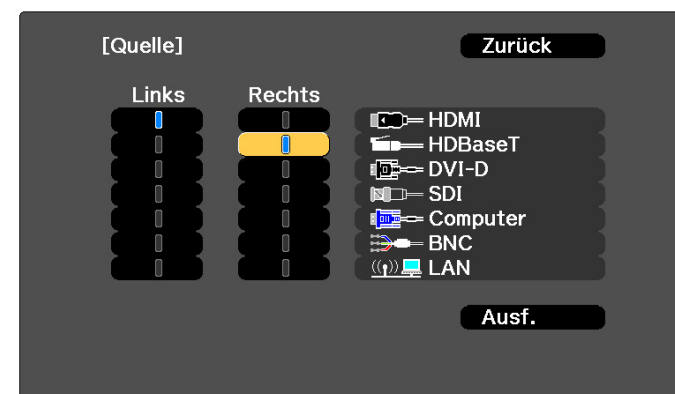 [Quelle] Zurück
Links Rechts
HDMI
HDBaseT
DVI-D
SDI
Computer
BNC
LAN
Ausf.